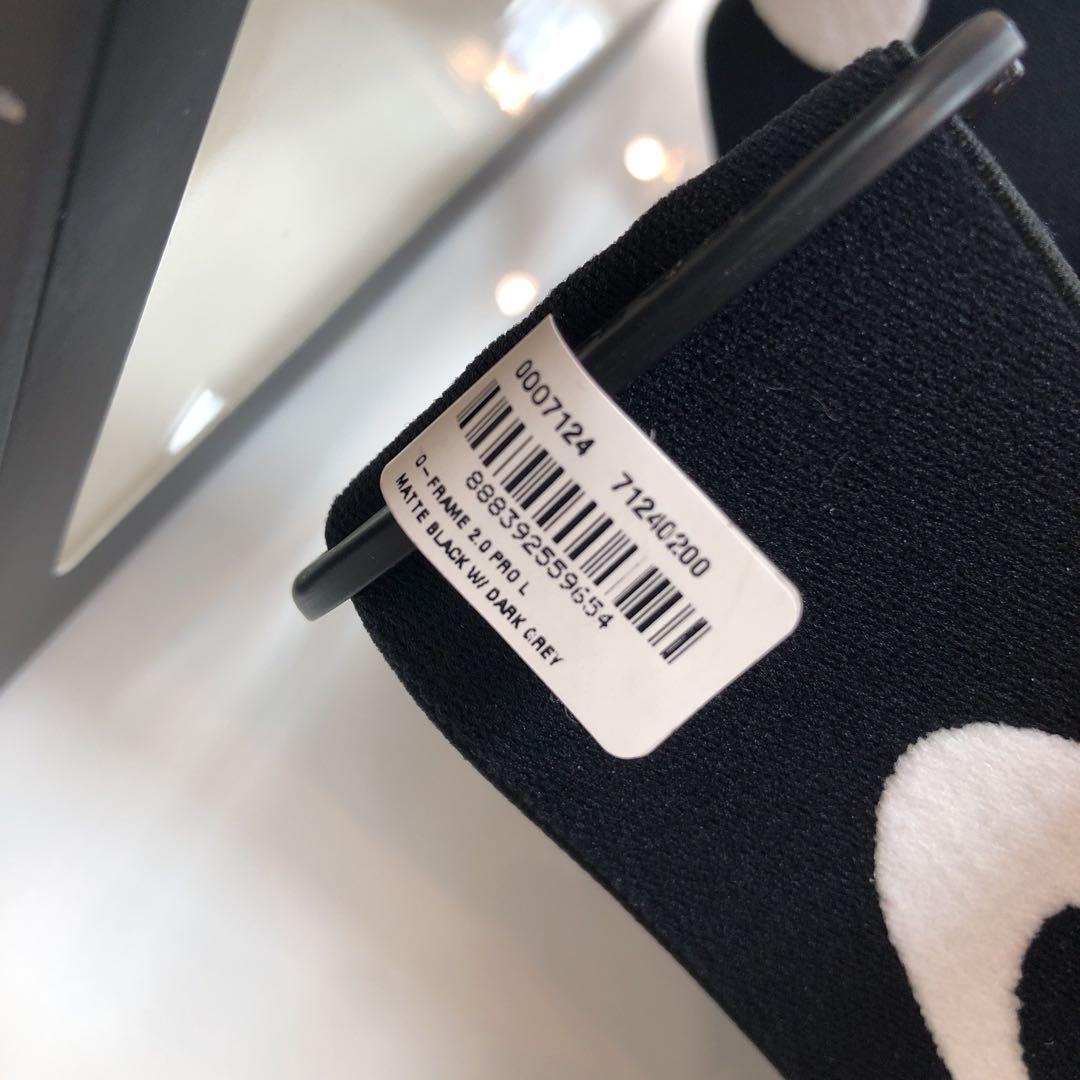 0007124 71240200
888392559654
O-FRAME 2.0 PRO L
MATTE BLACK W/ DARK GREY